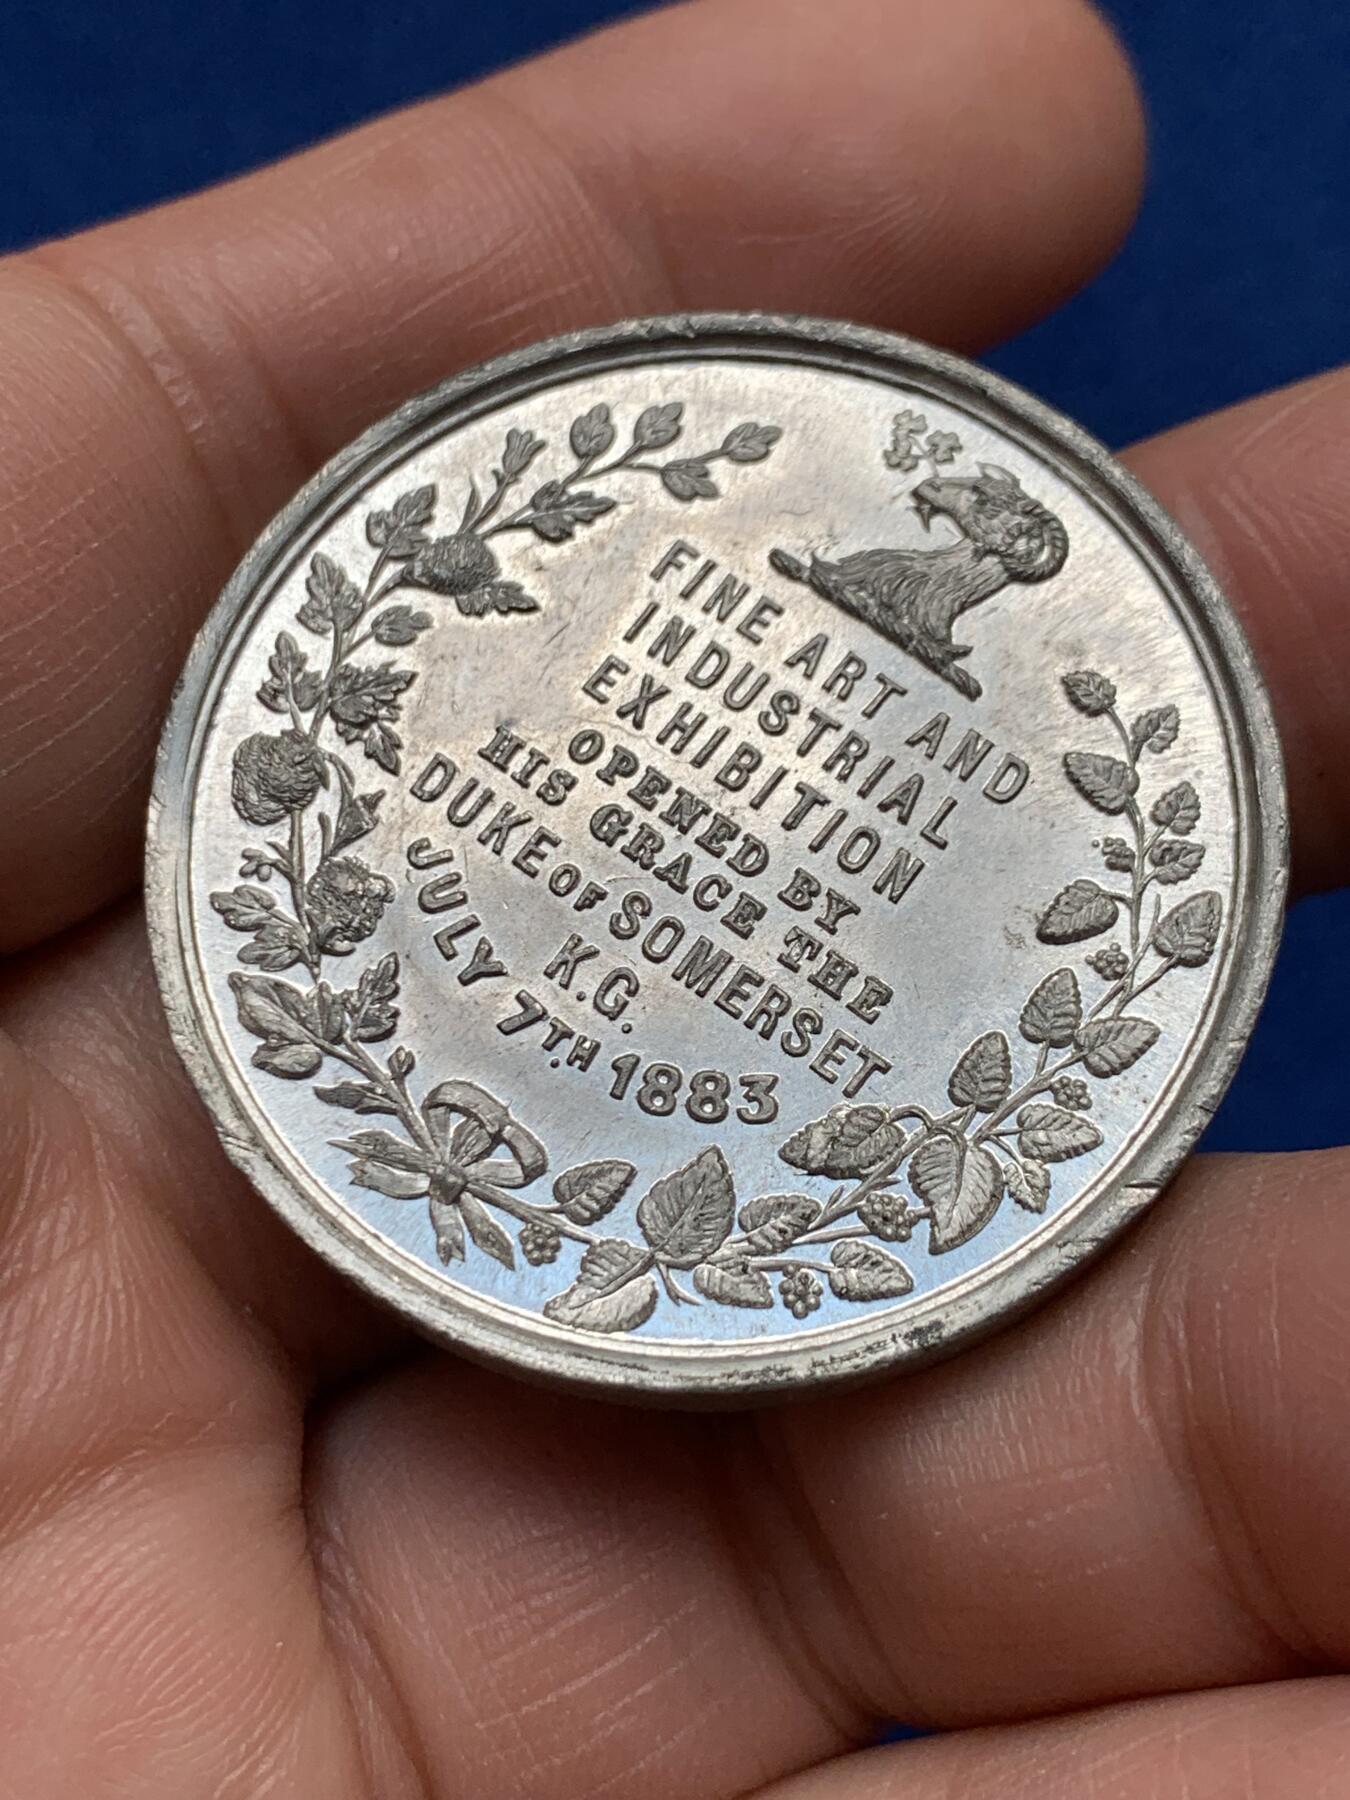 FINE ART AND
INDUSTRIAL
EXHIBITION
OPENED BY
HIS GRACE THE
DUKE OF SOMERSET
K.G.
JULY 7TH 1883